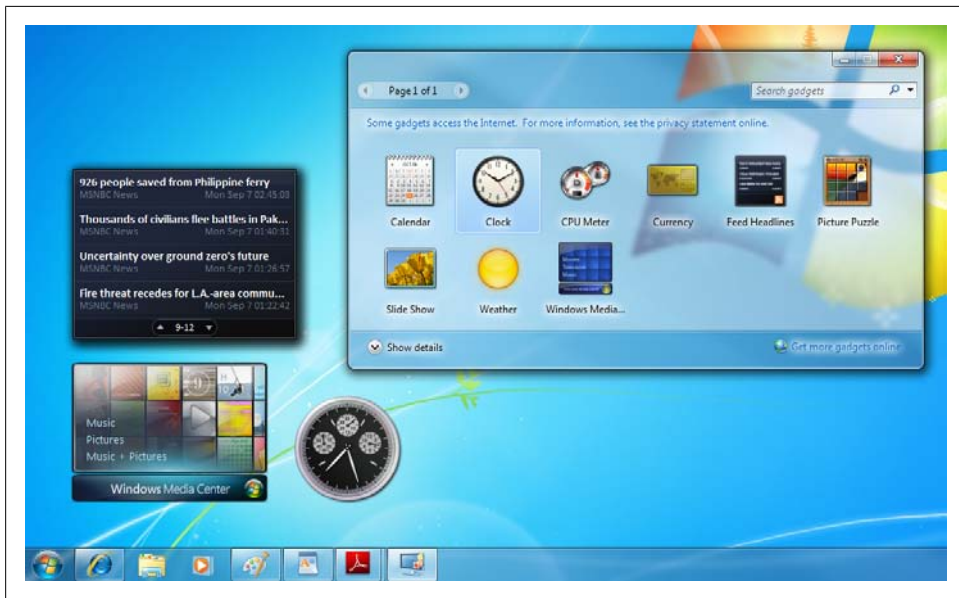 Page 1 of 1
Search gadgets
Some gadgets access the Internet. For more information, see the privacy statement online.
Calendar
Clock
CPU Meter
Currency
Feed Headlines
Picture Puzzle
Slide Show
Weather
Windows Media...
Show details
Get more gadgets online
926 people saved from Philippine ferry
MSNBC News Mon Sep 7 02:45:03
Thousands of civilians flee battles in Pak...
MSNBC News Mon Sep 7 01:40:31
Uncertainty over ground zero's future
MSNBC News Mon Sep 7 01:26:57
Fire threat recedes for L.A.-area commu...
MSNBC News Mon Sep 7 01:22:42
9-12
Music
Pictures
Music + Pictures
Windows Media Center